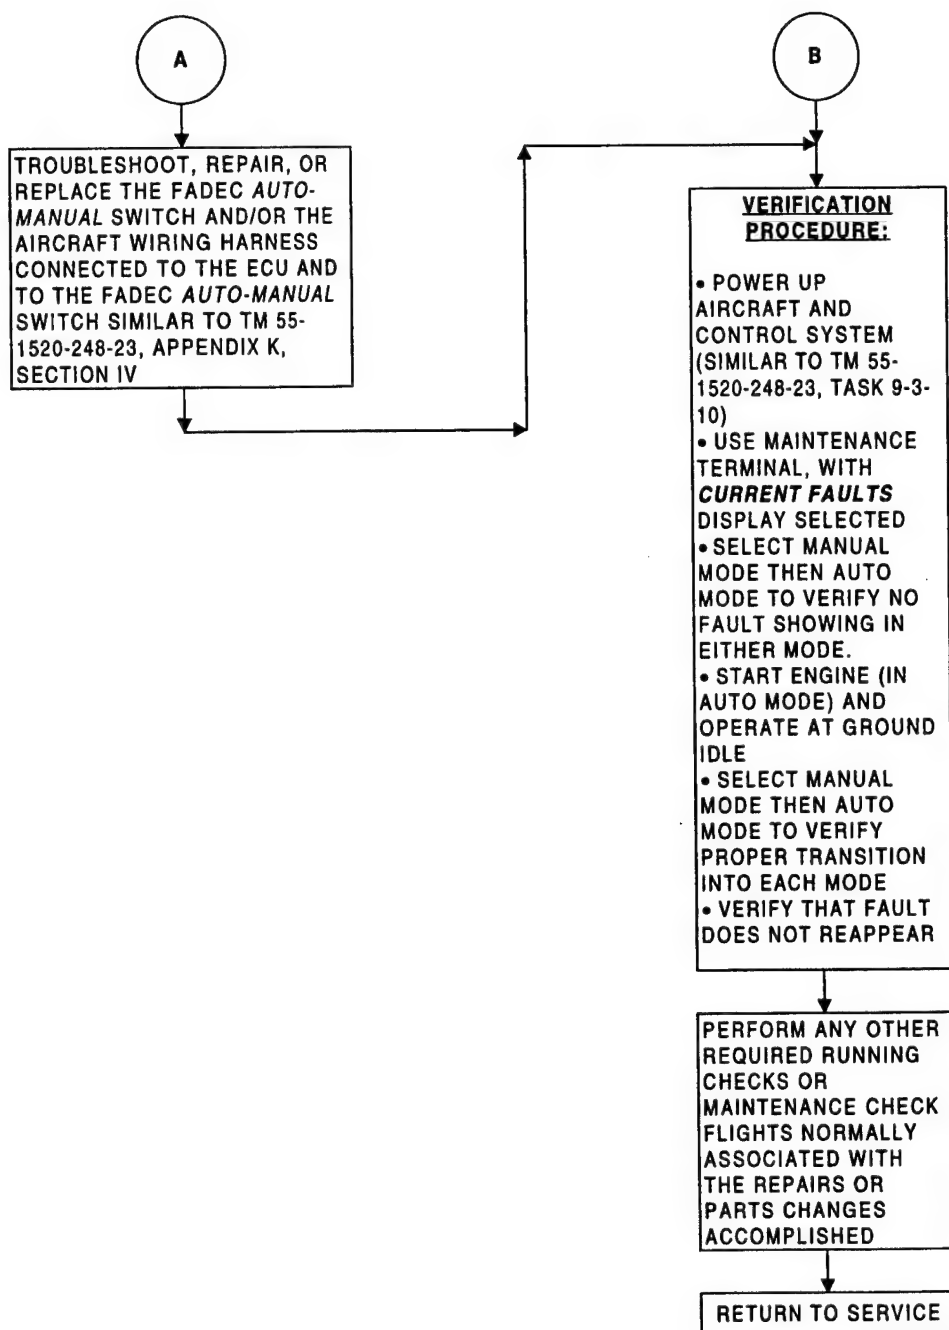 A
B
TROUBLESHOOT, REPAIR, OR
REPLACE THE FADEC AUTO-
MANUAL SWITCH AND/OR THE
AIRCRAFT WIRING HARNESS
CONNECTED TO THE ECU AND
TO THE FADEC AUTO-MANUAL
SWITCH SIMILAR TO TM 55-
1520-248-23, APPENDIX K,
SECTION IV
VERIFICATION
PROCEDURE:
• POWER UP
AIRCRAFT AND
CONTROL SYSTEM
(SIMILAR TO TM 55-
1520-248-23, TASK 9-3-
10)
• USE MAINTENANCE
TERMINAL, WITH
CURRENT FAULTS
DISPLAY SELECTED
• SELECT MANUAL
MODE THEN AUTO
MODE TO VERIFY NO
FAULT SHOWING IN
EITHER MODE.
• START ENGINE (IN
AUTO MODE) AND
OPERATE AT GROUND
IDLE
• SELECT MANUAL
MODE THEN AUTO
MODE TO VERIFY
PROPER TRANSITION
INTO EACH MODE
• VERIFY THAT FAULT
DOES NOT REAPPEAR
PERFORM ANY OTHER
REQUIRED RUNNING
CHECKS OR
MAINTENANCE CHECK
FLIGHTS NORMALLY
ASSOCIATED WITH
THE REPAIRS OR
PARTS CHANGES
ACCOMPLISHED
RETURN TO SERVICE